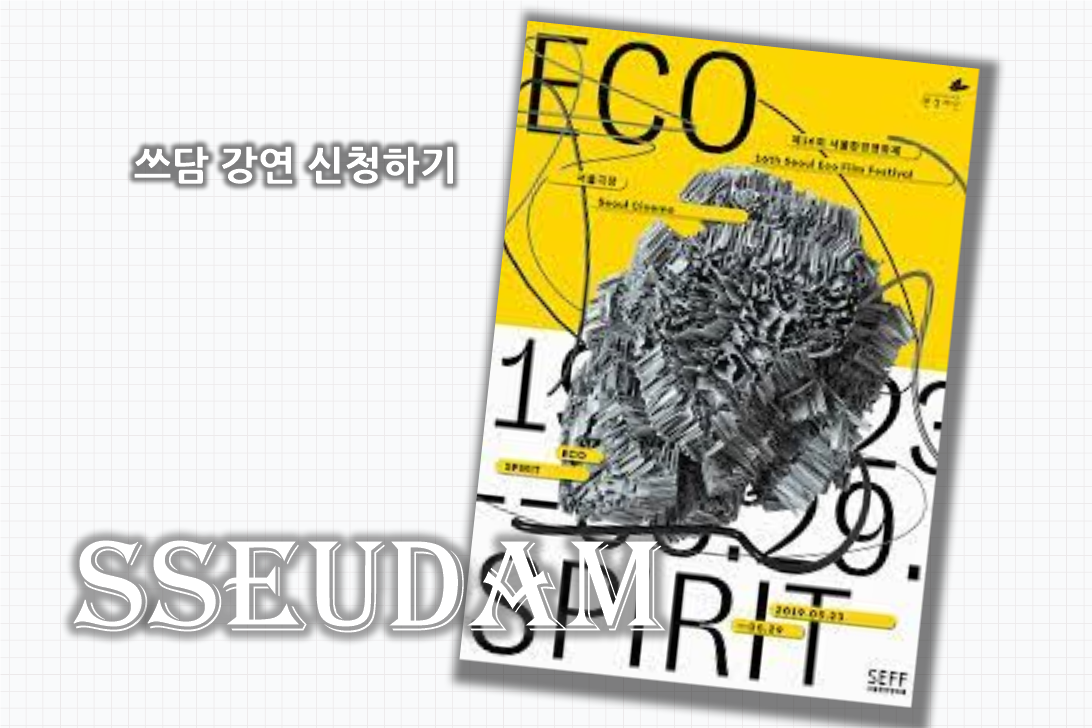 쓰담 강연 신청하기
ECO
제16회 서울환경영화제
16th Seoul Eco Film Festival
서울극장
Seoul Cinema
23
ECO
SPIRIT
29.
SSEUDAM
SPIRIT
2019.05.23
—05.29
SEFF